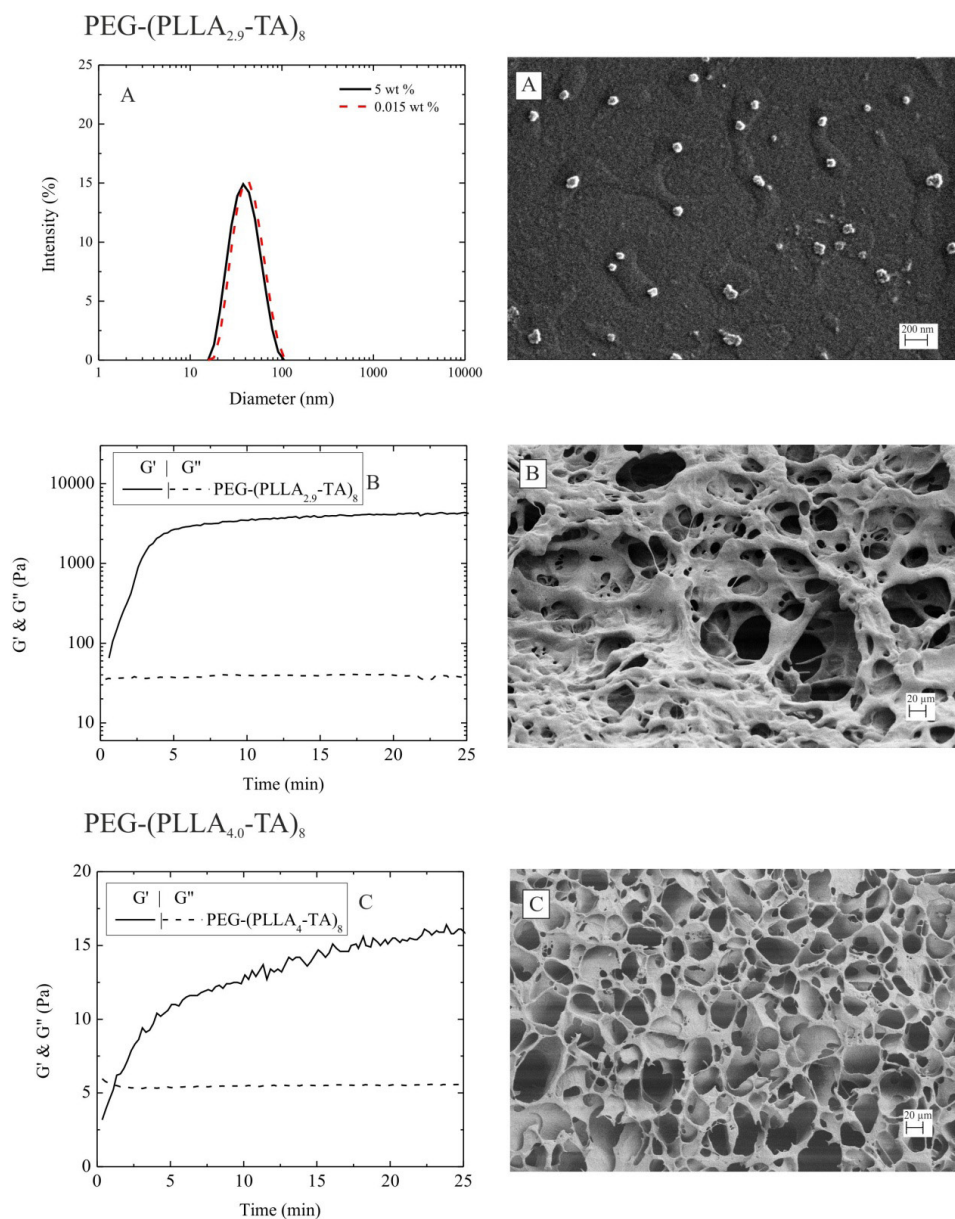 PEG-(PLLA2.9-TA)8
A
5 wt %
0.015 wt %
25
20
15
10
5
0
Intensity (%)
1 10 100 1000 10000
Diameter (nm)
A
200 nm
G' | G"
PEG-(PLLA2.9-TA)8
B
10000
1000
100
10
G' & G" (Pa)
0 5 10 15 20 25
Time (min)
B
20 µm
PEG-(PLLA4.0-TA)8
G' | G"
PEG-(PLLA4-TA)8
C
20
15
10
5
0
G' & G" (Pa)
0 5 10 15 20 25
Time (min)
C
20 µm